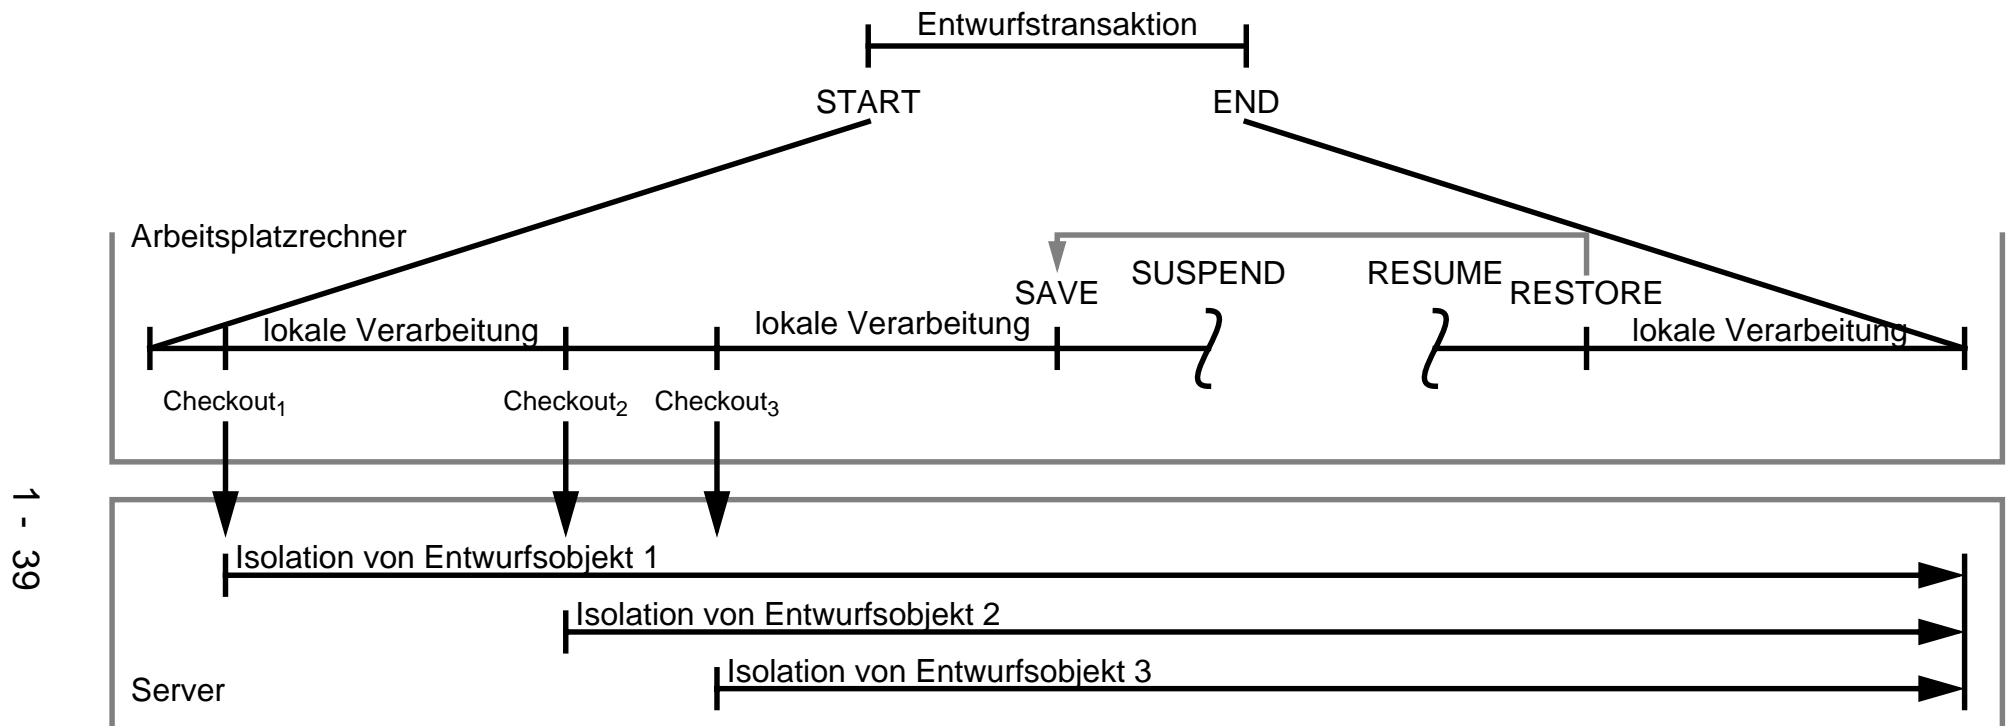 Entwurfstransaktion
START END
Arbeitsplatzrechner
SUSPEND RESUME
SAVE RESTORE
lokale Verarbeitung lokale Verarbeitung lokale Verarbeitung
Checkout1 Checkout2 Checkout3
Isolation von Entwurfsobjekt 1
Isolation von Entwurfsobjekt 2
Isolation von Entwurfsobjekt 3
Server
1 - 39